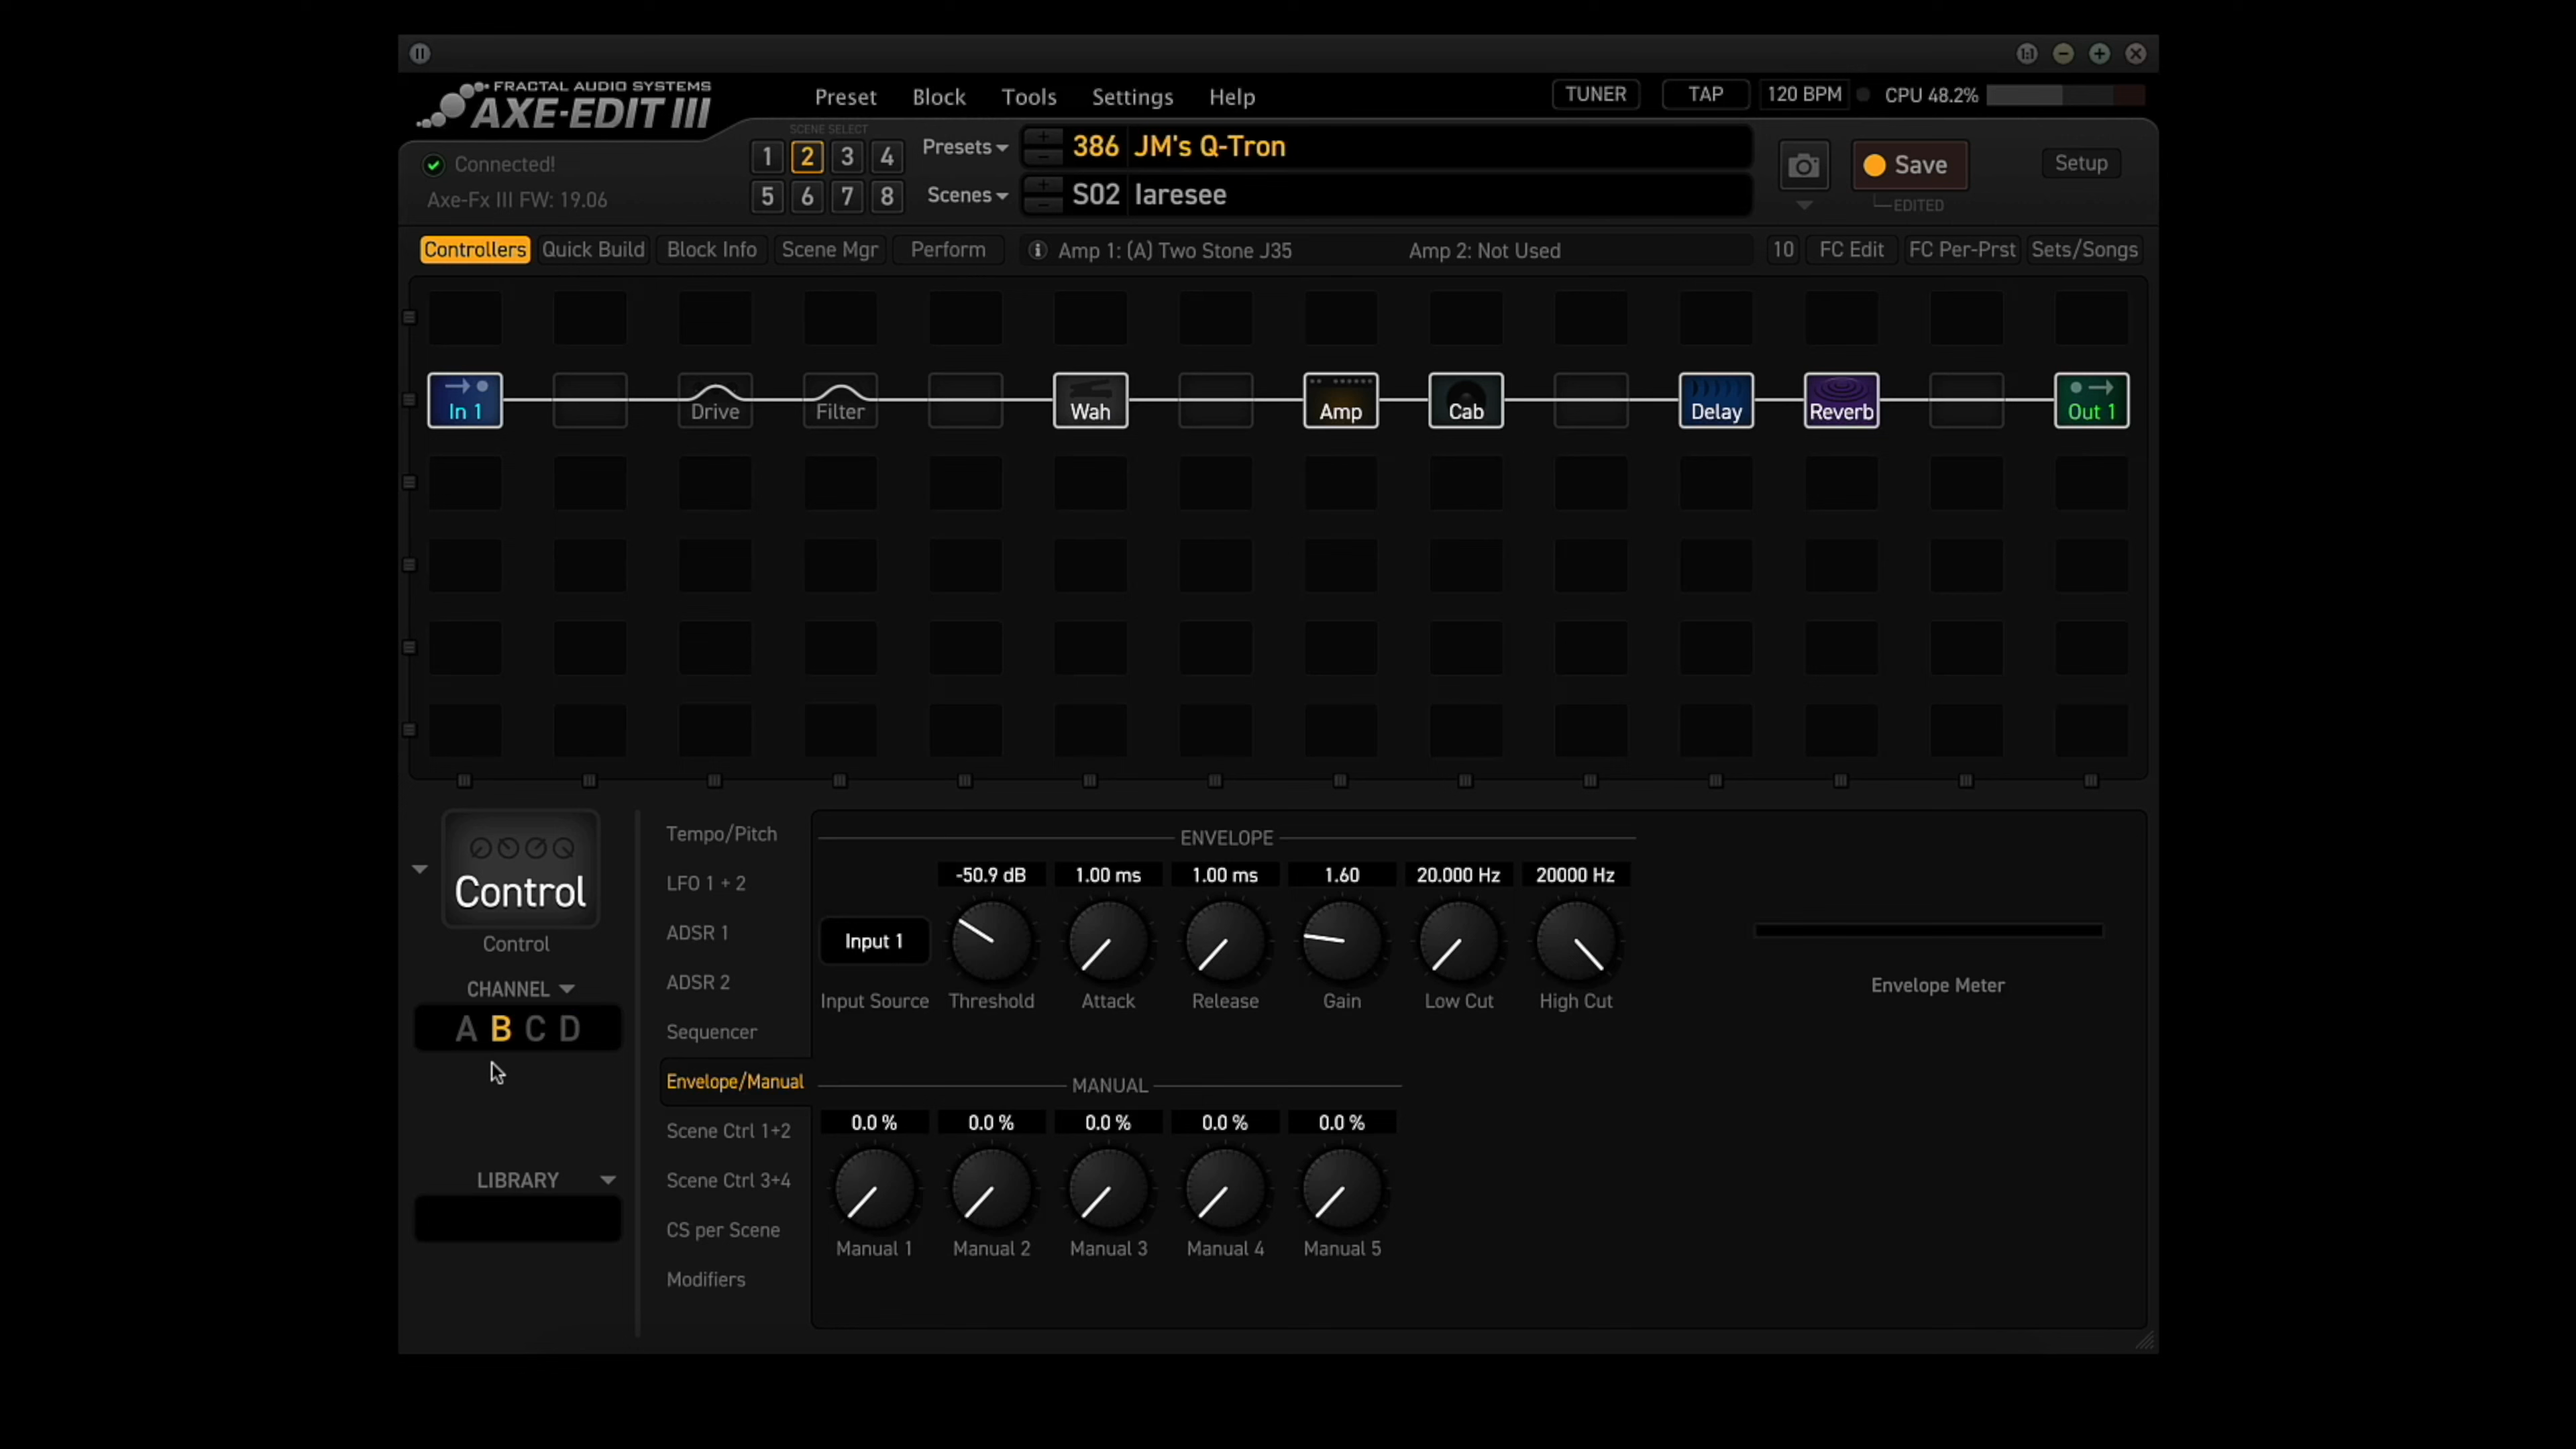 FRACTAL AUDIO SYSTEMS
AXE-EDIT III
Preset Block Tools Settings Help
TUNER TAP 120 BPM CPU 48.2%
Connected!
Axe-Fx III FW: 19.06
SCENE SELECT
1 2 3 4
5 6 7 8
Presets 386 JM's Q-Tron
Scenes S02 laresee
Save
EDITED
Setup
Controllers Quick Build Block Info Scene Mgr Perform
Amp 1: (A) Two Stone J35 Amp 2: Not Used
10 FC Edit FC Per-Prst Sets/Songs
In 1 Drive Filter Wah Amp Cab Delay Reverb Out 1
Control
Control
CHANNEL
A B C D
LIBRARY
Tempo/Pitch
LFO 1 + 2
ADSR 1
ADSR 2
Sequencer
Envelope/Manual
Scene Ctrl 1+2
Scene Ctrl 3+4
CS per Scene
Modifiers
ENVELOPE
-50.9 dB 1.00 ms 1.00 ms 1.60 20.000 Hz 20000 Hz
Input 1
Input Source Threshold Attack Release Gain Low Cut High Cut
Envelope Meter
MANUAL
0.0 % 0.0 % 0.0 % 0.0 % 0.0 %
Manual 1 Manual 2 Manual 3 Manual 4 Manual 5